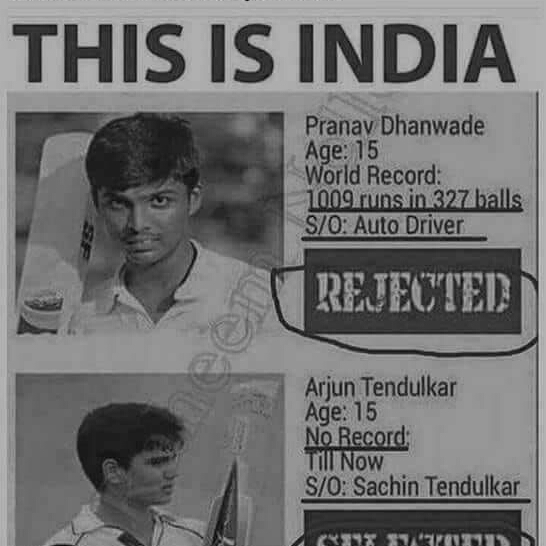 THIS IS INDIA
Pranav Dhanwade
Age: 15
World Record:
1009 runs in 327 balls
S/O: Auto Driver
REJECTED
Arjun Tendulkar
Age: 15
No Record:
Till Now
S/O: Sachin Tendulkar
SELECTED